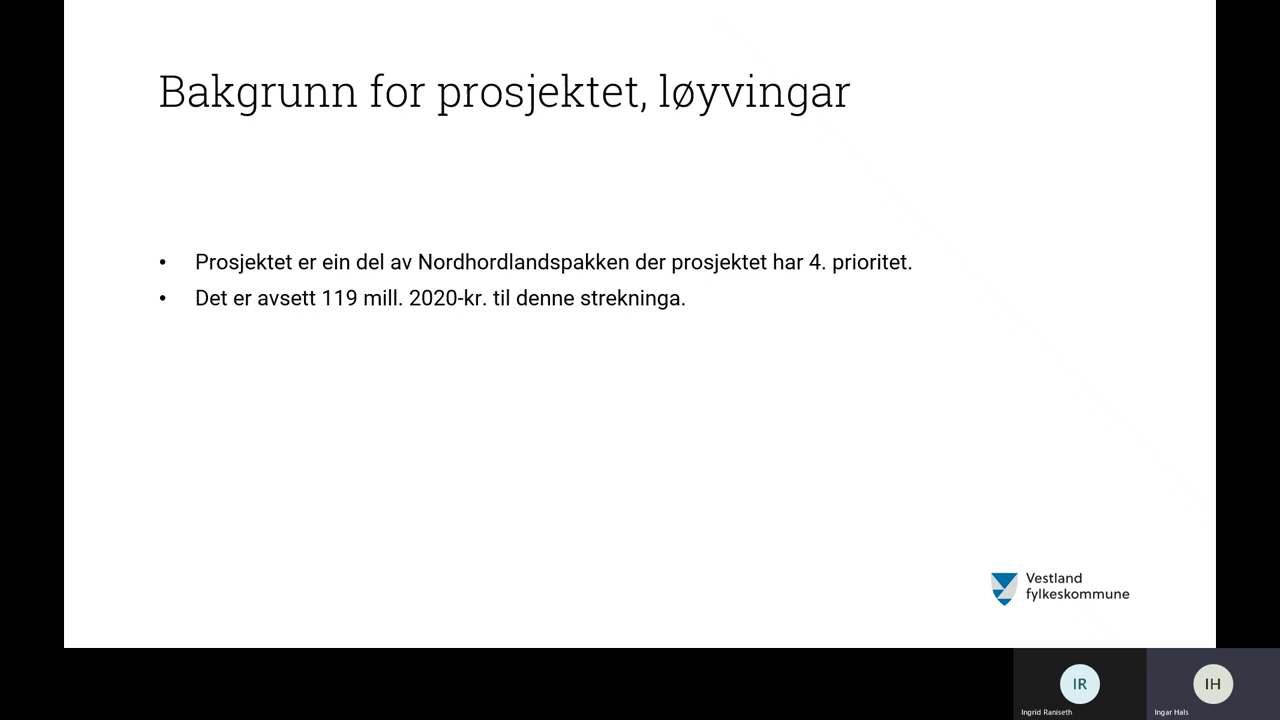 Bakgrunn for prosjektet, løyvingar
• Prosjektet er ein del av Nordhordlandspakken der prosjektet har 4. prioritet.
• Det er avsett 119 mill. 2020-kr. til denne strekninga.
Vestland
fylkeskommune
IR
Ingrid Raniseth
IH
Ingar Hals